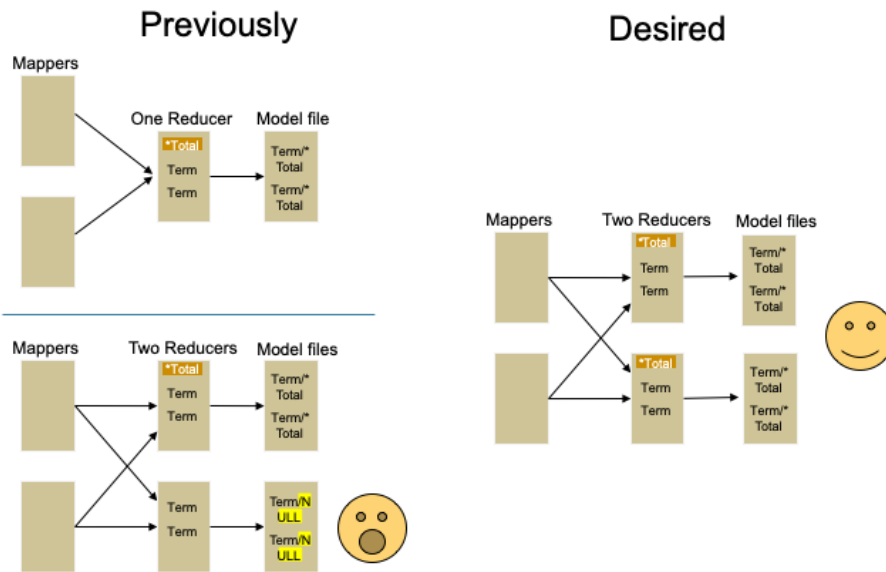 Previously
Mappers
One Reducer
Model file
*Total
Term
Term
Term/*
Total
Term/*
Total
Mappers
Two Reducers
Model files
*Total
Term
Term
Term/*
Total
Term/*
Total
Term
Term
Term/N
ULL
Term/N
ULL
Desired
Mappers
Two Reducers
Model files
*Total
Term
Term
Term/*
Total
Term/*
Total
*Total
Term
Term
Term/*
Total
Term/*
Total